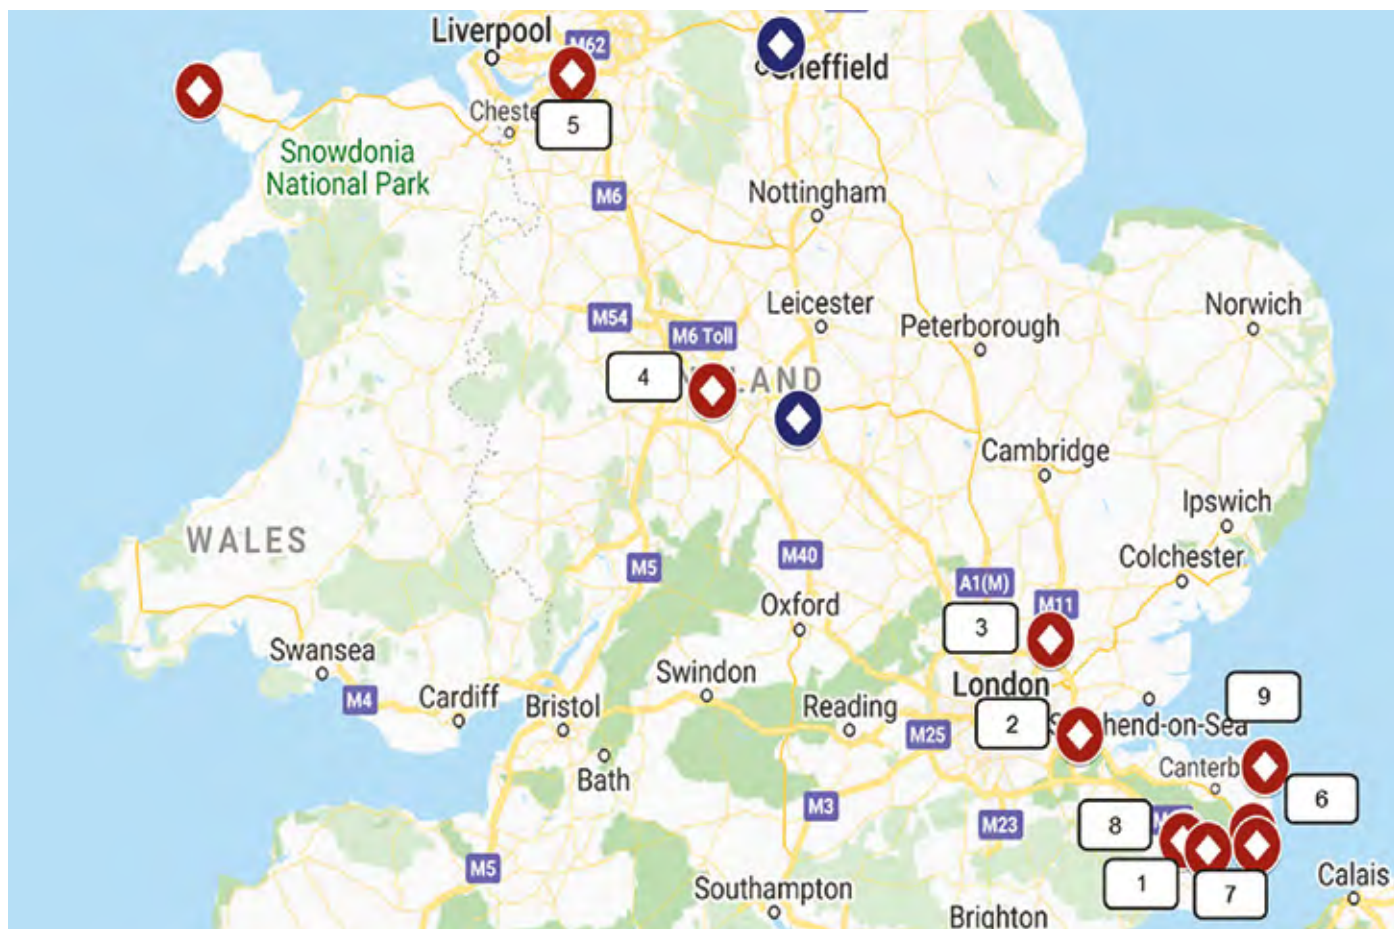 Liverpool
M62
Sheffield
Cheste
5
Snowdonia
National Park
M6
Nottingham
M54
Leicester
M6 Toll
Peterborough
Norwich
4
LAND
Cambridge
Ipswich
WALES
Colchester
M5
M40
A1(M)
M11
Oxford
3
Swansea
Swindon
London
M4
Cardiff
Bristol
Reading
2
hend-on-Sea
9
M25
Bath
Canterb
6
M3
M23
8
M5
1
7
Southampton
Calais
Brighton